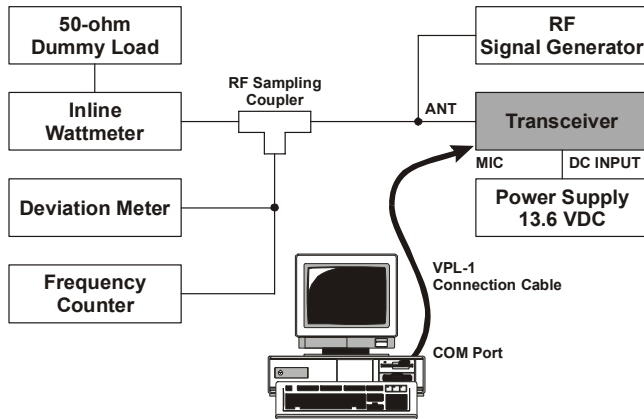 50-ohm
Dummy Load
RF
Signal Generator
RF Sampling
Coupler
Inline
Wattmeter
ANT
Transceiver
MIC
DC INPUT
Deviation Meter
Power Supply
13.6 VDC
Frequency
Counter
VPL-1
Connection Cable
COM Port